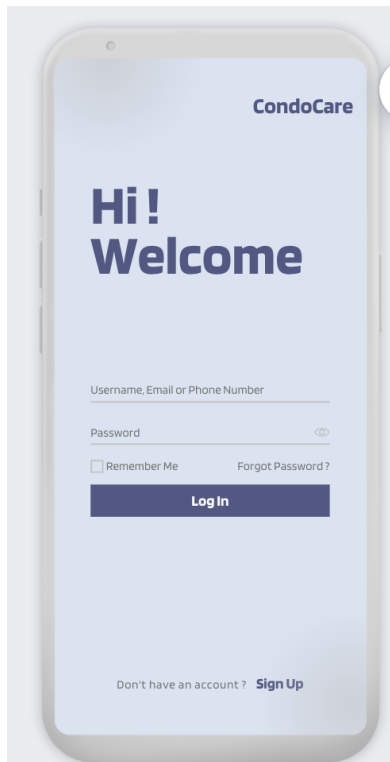 CondoCare
Hi !
Welcome
Username, Email or Phone Number
Password
Remember Me
Forgot Password ?
Log In
Don't have an account ? Sign Up